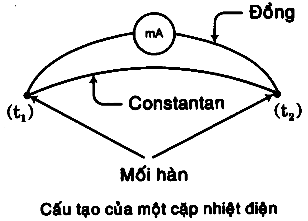 mA
Đồng
(t₁)
Constantan
(t₂)
Mối hàn
Cấu tạo của một cặp nhiệt điện